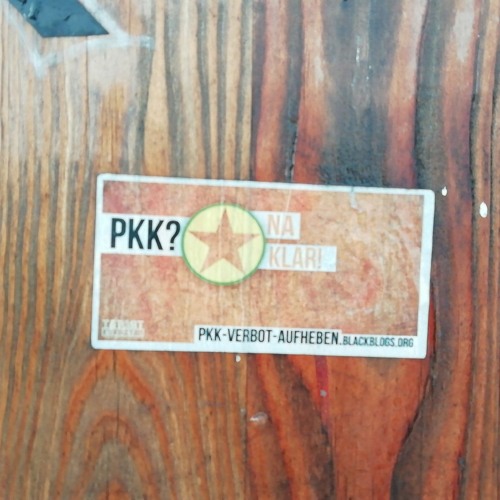 PKK?
NA
KLAR!
PKK-VERBOT-AUFHEBEN.BLACKBLOGS.ORG